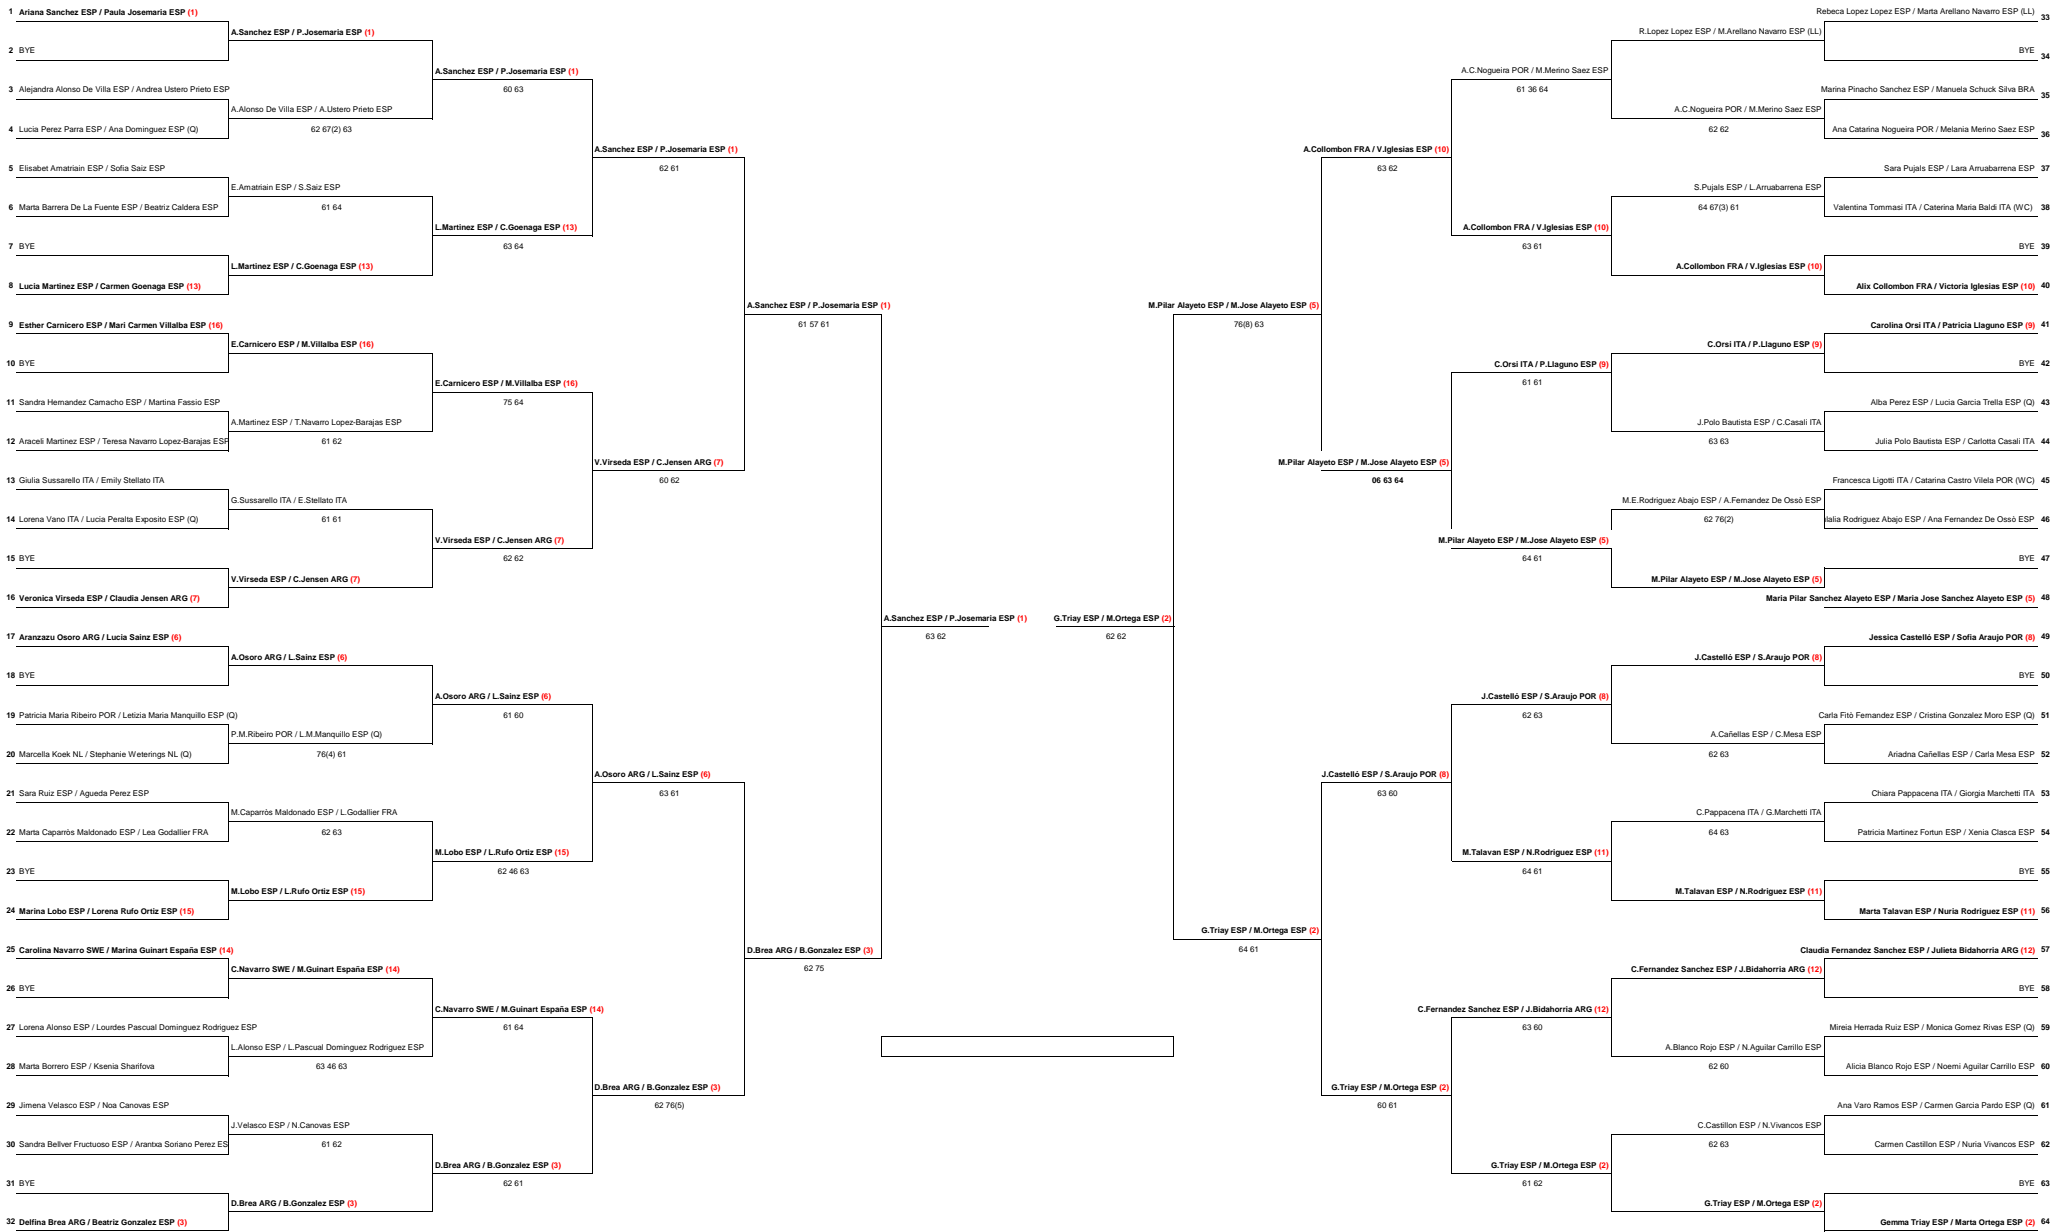 1 Ariana Sanchez ESP / Paula Josemaria ESP (1)
2 BYE
3 Alejandra Alonso De Villa ESP / Andrea Ustero Prieto ESP
4 Lucia Perez Parra ESP / Ana Dominguez ESP (Q)
5 Elisabet Amatriain ESP / Sofia Saiz ESP
6 Marta Barrera De La Fuente ESP / Beatriz Caldera ESP
7 BYE
8 Lucia Martinez ESP / Carmen Goenaga ESP (13)
9 Esther Carnicero ESP / Mari Carmen Villalba ESP (16)
10 BYE
11 Sandra Hernandez Camacho ESP / Martina Fassio ESP
12 Araceli Martinez ESP / Teresa Navarro Lopez-Barajas ESP
13 Giulia Sussarello ITA / Emily Stellato ITA
14 Lorena Vano ITA / Lucia Peralta Exposito ESP (Q)
15 BYE
16 Veronica Virseda ESP / Claudia Jensen ARG (7)
17 Aranzazu Osoro ARG / Lucia Sainz ESP (6)
18 BYE
19 Patricia Maria Ribeiro POR / Letizia Maria Manquillo ESP (Q)
20 Marcella Koek NL / Stephanie Weterings NL (Q)
21 Sara Ruiz ESP / Agueda Perez ESP
22 Marta Caparrós Maldonado ESP / Lea Godallier FRA
23 BYE
24 Marina Lobo ESP / Lorena Rufo Ortiz ESP (15)
25 Carolina Navarro SWE / Marina Guinart España ESP (14)
26 BYE
27 Lorena Alonso ESP / Lourdes Pascual Dominguez Rodriguez ESP
28 Marta Borrero ESP / Ksenia Sharifova
29 Jimena Velasco ESP / Noa Canovas ESP
30 Sandra Bellver Fructuoso ESP / Arantxa Soriano Perez ES
31 BYE
32 Delfina Brea ARG / Beatriz Gonzalez ESP (3)
A.Sanchez ESP / P.Josemaria ESP (1)
A.Alonso De Villa ESP / A.Ustero Prieto ESP
62 67(2) 63
E.Amatriain ESP / S.Saiz ESP
61 64
L.Martinez ESP / C.Goenaga ESP (13)
E.Carnicero ESP / M.Villalba ESP (16)
A.Martinez ESP / T.Navarro Lopez-Barajas ESP
61 62
G.Sussarello ITA / E.Stellato ITA
61 61
V.Virseda ESP / C.Jensen ARG (7)
A.Osoro ARG / L.Sainz ESP (6)
P.M.Ribeiro POR / L.M.Manquillo ESP (Q)
76(4) 61
M.Caparrós Maldonado ESP / L.Godallier FRA
62 63
M.Lobo ESP / L.Rufo Ortiz ESP (15)
C.Navarro SWE / M.Guinart España ESP (14)
L.Alonso ESP / L.Pascual Dominguez Rodriguez ESP
63 46 63
J.Velasco ESP / N.Canovas ESP
61 62
D.Brea ARG / B.Gonzalez ESP (3)
A.Sanchez ESP / P.Josemaria ESP (1)
60 63
L.Martinez ESP / C.Goenaga ESP (13)
63 64
E.Carnicero ESP / M.Villalba ESP (16)
75 64
V.Virseda ESP / C.Jensen ARG (7)
62 62
A.Osoro ARG / L.Sainz ESP (6)
61 60
M.Lobo ESP / L.Rufo Ortiz ESP (15)
62 46 63
C.Navarro SWE / M.Guinart España ESP (14)
61 64
D.Brea ARG / B.Gonzalez ESP (3)
62 61
A.Sanchez ESP / P.Josemaria ESP (1)
62 61
V.Virseda ESP / C.Jensen ARG (7)
60 62
A.Osoro ARG / L.Sainz ESP (6)
63 61
D.Brea ARG / B.Gonzalez ESP (3)
62 76(5)
A.Sanchez ESP / P.Josemaria ESP (1)
61 57 61
D.Brea ARG / B.Gonzalez ESP (3)
62 75
A.Sanchez ESP / P.Josemaria ESP (1)
63 62
G.Triay ESP / M.Ortega ESP (2)
62 62
M.Pilar Alayeto ESP / M.Jose Alayeto ESP (5)
76(8) 63
G.Triay ESP / M.Ortega ESP (2)
64 61
A.Collombon FRA / V.Iglesias ESP (10)
63 62
M.Pilar Alayeto ESP / M.Jose Alayeto ESP (5)
06 63 64
J.Castelló ESP / S.Araujo POR (8)
63 60
G.Triay ESP / M.Ortega ESP (2)
60 61
A.C.Nogueira POR / M.Merino Saez ESP
61 36 64
A.Collombon FRA / V.Iglesias ESP (10)
63 61
C.Orsi ITA / P.Llaguno ESP (9)
61 61
M.Pilar Alayeto ESP / M.Jose Alayeto ESP (5)
64 61
J.Castelló ESP / S.Araujo POR (8)
62 63
M.Talavan ESP / N.Rodriguez ESP (11)
64 61
C.Fernandez Sanchez ESP / J.Bidahorria ARG (12)
63 60
G.Triay ESP / M.Ortega ESP (2)
61 62
R.Lopez Lopez ESP / M.Arellano Navarro ESP (LL)
A.C.Nogueira POR / M.Merino Saez ESP
62 62
S.Pujals ESP / L.Arruabarrena ESP
64 67(3) 61
A.Collombon FRA / V.Iglesias ESP (10)
C.Orsi ITA / P.Llaguno ESP (9)
J.Polo Bautista ESP / C.Casali ITA
63 63
M.E.Rodriguez Abajo ESP / A.Fernandez De Ossò ESP
62 76(2)
M.Pilar Alayeto ESP / M.Jose Alayeto ESP (5)
J.Castelló ESP / S.Araujo POR (8)
A.Cañellas ESP / C.Mesa ESP
62 63
C.Pappacena ITA / G.Marchetti ITA
64 63
M.Talavan ESP / N.Rodriguez ESP (11)
C.Fernandez Sanchez ESP / J.Bidahorria ARG (12)
A.Blanco Rojo ESP / N.Aguilar Carrillo ESP
62 60
C.Castillon ESP / N.Vivancos ESP
62 63
G.Triay ESP / M.Ortega ESP (2)
Rebeca Lopez Lopez ESP / Marta Arellano Navarro ESP (LL) 33
BYE 34
Marina Pinacho Sanchez ESP / Manuela Schuck Silva BRA 35
Ana Catarina Nogueira POR / Melania Merino Saez ESP 36
Sara Pujals ESP / Lara Arruabarrena ESP 37
Valentina Tommasi ITA / Caterina Maria Baldi ITA (WC) 38
BYE 39
Alix Collombon FRA / Victoria Iglesias ESP (10) 40
Carolina Orsi ITA / Patricia Llaguno ESP (9) 41
BYE 42
Alba Perez ESP / Lucia Garcia Trella ESP (Q) 43
Julia Polo Bautista ESP / Carlotta Casali ITA 44
Francesca Ligotti ITA / Catarina Castro Vilela POR (WC) 45
lalia Rodriguez Abajo ESP / Ana Fernandez De Ossò ESP 46
BYE 47
Maria Pilar Sanchez Alayeto ESP / Maria Jose Sanchez Alayeto ESP (5) 48
Jessica Castelló ESP / Sofia Araujo POR (8) 49
BYE 50
Carla Fitò Fernandez ESP / Cristina Gonzalez Moro ESP (Q) 51
Ariadna Cañellas ESP / Carla Mesa ESP 52
Chiara Pappacena ITA / Giorgia Marchetti ITA 53
Patricia Martinez Fortun ESP / Xenia Clasca ESP 54
BYE 55
Marta Talavan ESP / Nuria Rodriguez ESP (11) 56
Claudia Fernandez Sanchez ESP / Julieta Bidahorria ARG (12) 57
BYE 58
Mireia Herrada Ruiz ESP / Monica Gomez Rivas ESP (Q) 59
Alicia Blanco Rojo ESP / Noemi Aguilar Carrillo ESP 60
Ana Varo Ramos ESP / Carmen Garcia Pardo ESP (Q) 61
Carmen Castillon ESP / Nuria Vivancos ESP 62
BYE 63
Gemma Triay ESP / Marta Ortega ESP (2) 64